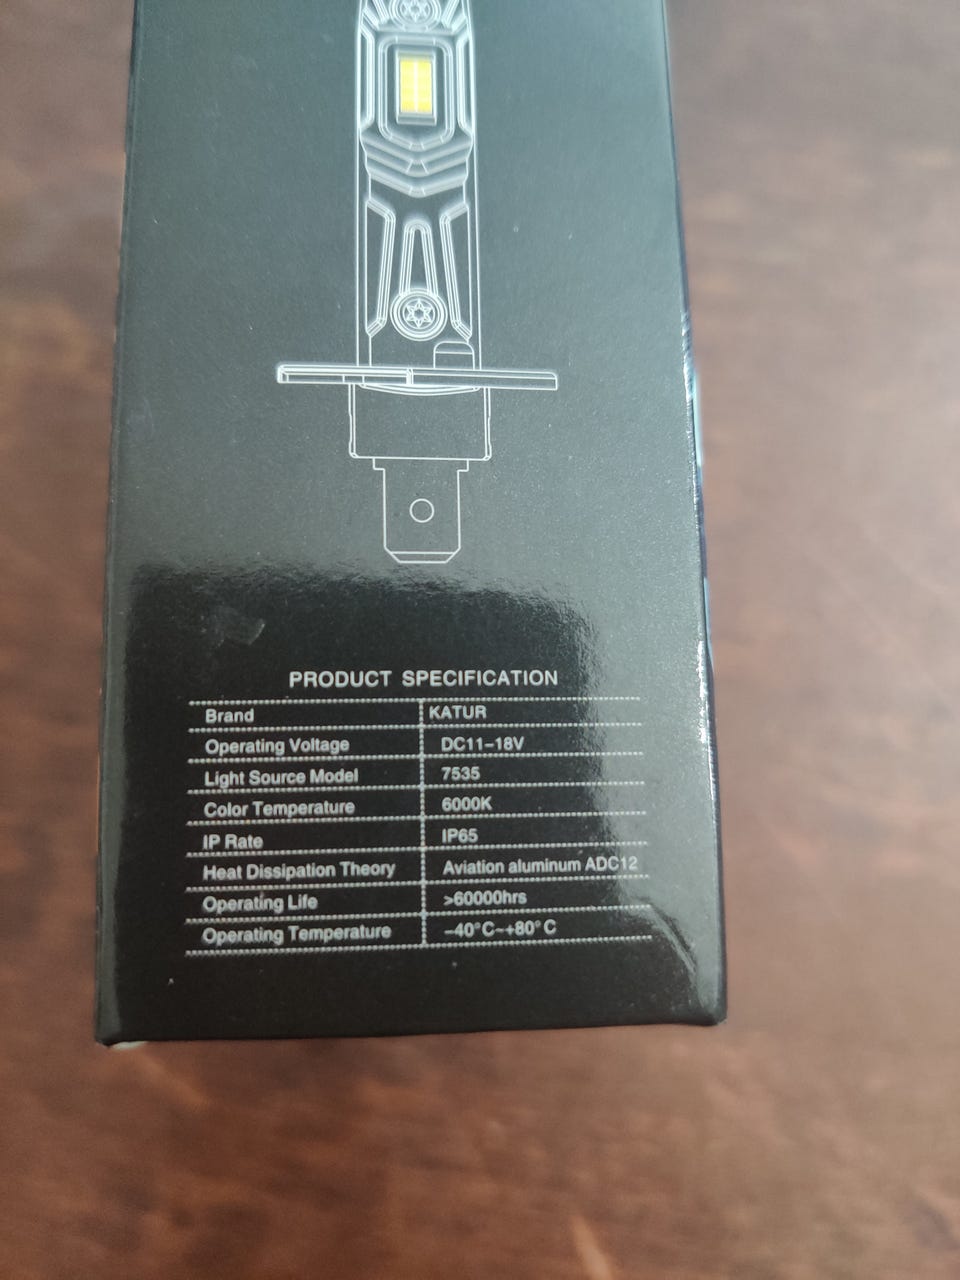 PRODUCT SPECIFICATION
Brand KATUR
Operating Voltage DC11-18V
Light Source Model 7535
Color Temperature 6000K
IP Rate IP65
Heat Dissipation Theory Aviation aluminum ADC12
Operating Life >60000hrs
Operating Temperature -40°C~+80°C